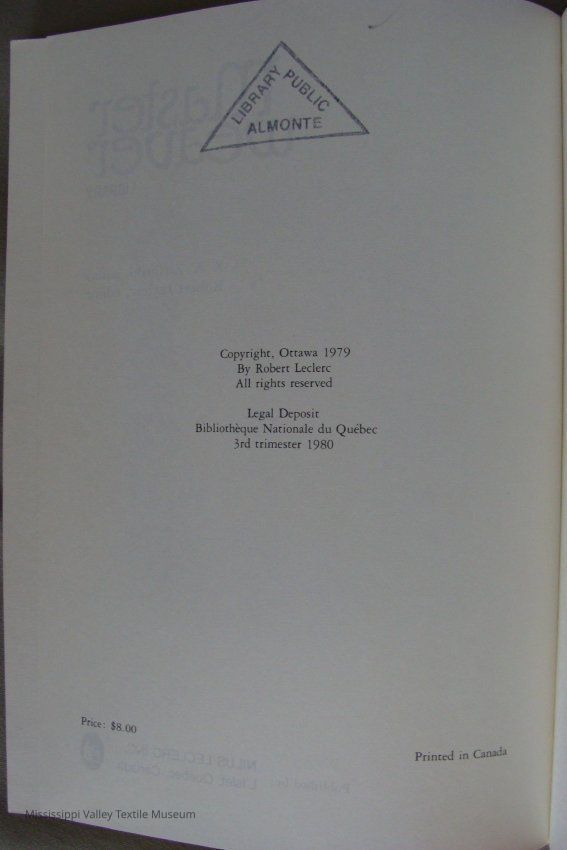 LIBRARY PUBLIC
ALMONTE
Copyright, Ottawa 1979
By Robert Leclerc
All rights reserved
Legal Deposit
Bibliothèque Nationale du Québec
3rd trimester 1980
Price: $8.00
Printed in Canada
Mississippi Valley Textile Museum